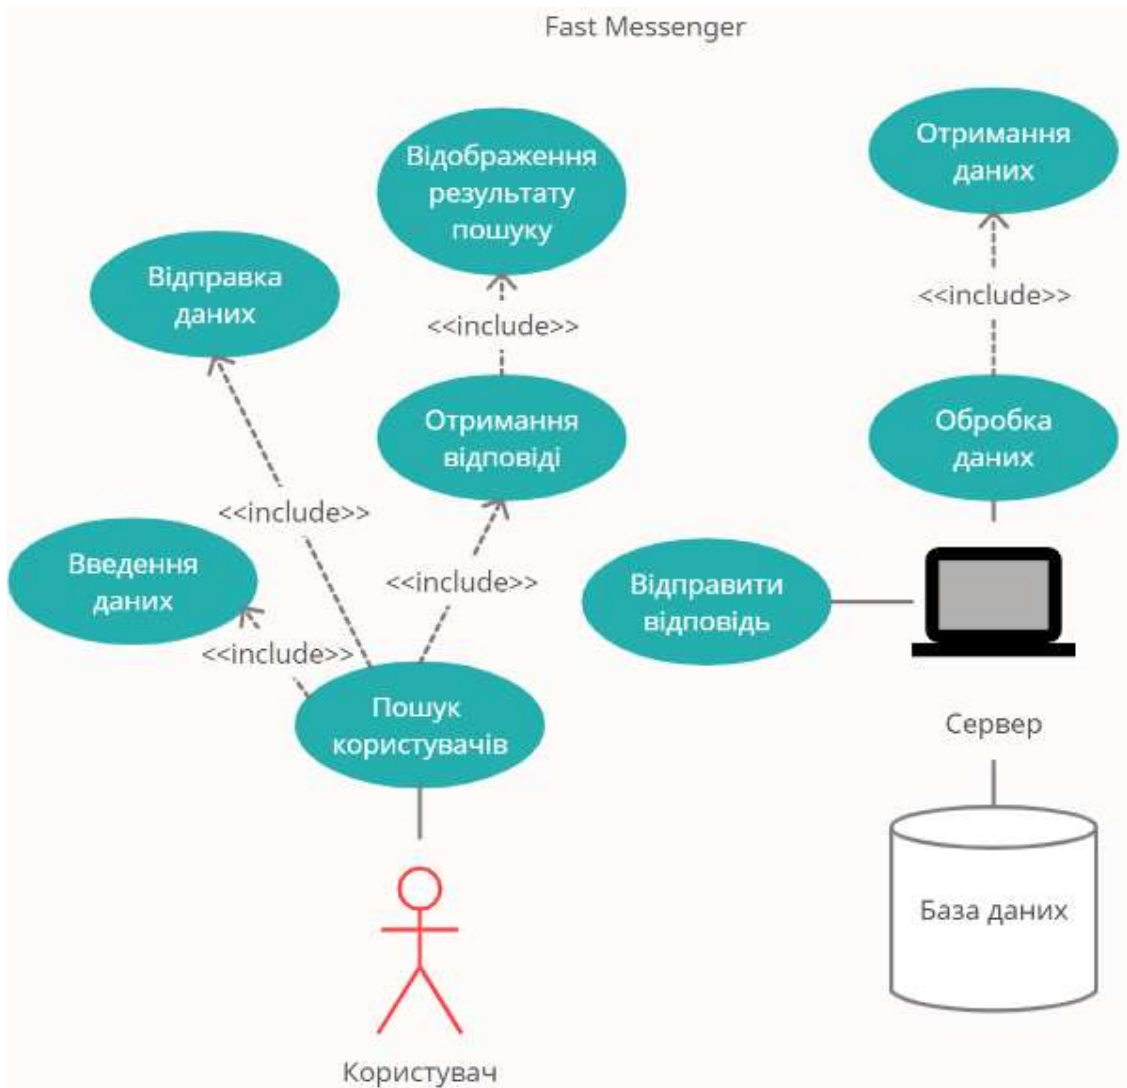 Fast Messenger
Відображення
результату
пошуку
Отримання
даних
Відправка
даних
<<include>>
<<include>>
Отримання
відповіді
Обробка
даних
<<include>>
Введення
даних
<<include>>
Відправити
відповідь
<<include>>
Пошук
користувачів
Сервер
База даних
Користувач